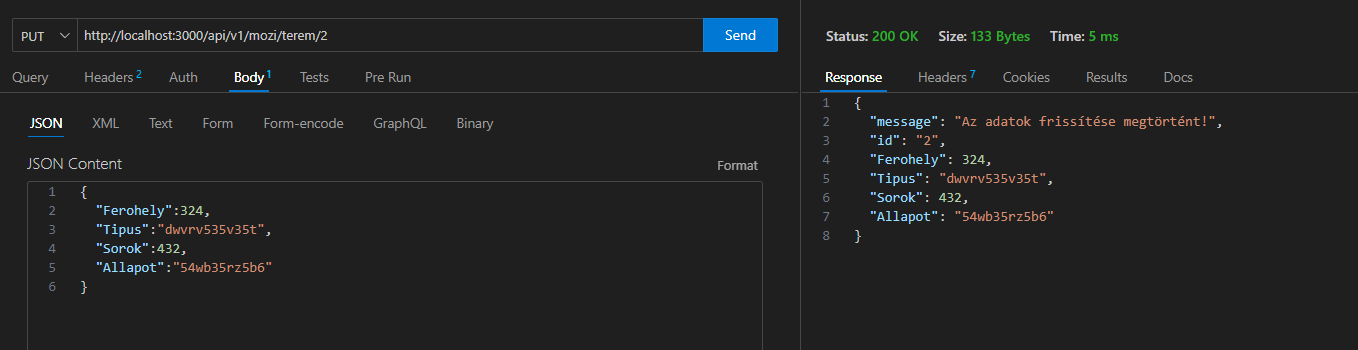 PUT http://localhost:3000/api/v1/mozi/terem/2 Send
Query Headers 2 Auth Body 1 Tests Pre Run
JSON XML Text Form Form-encode GraphQL Binary
JSON Content Format
1 {
2 "Ferohely":324,
3 "Tipus":"dwvrv535v35t",
4 "Sorok":432,
5 "Allapot":"54wb35rz5b6"
6 }
Status: 200 OK Size: 133 Bytes Time: 5 ms
Response Headers 7 Cookies Results Docs
1 {
2 "message": "Az adatok frissítése megtörtént!",
3 "id": "2",
4 "Ferohely": 324,
5 "Tipus": "dwvrv535v35t",
6 "Sorok": 432,
7 "Allapot": "54wb35rz5b6"
8 }